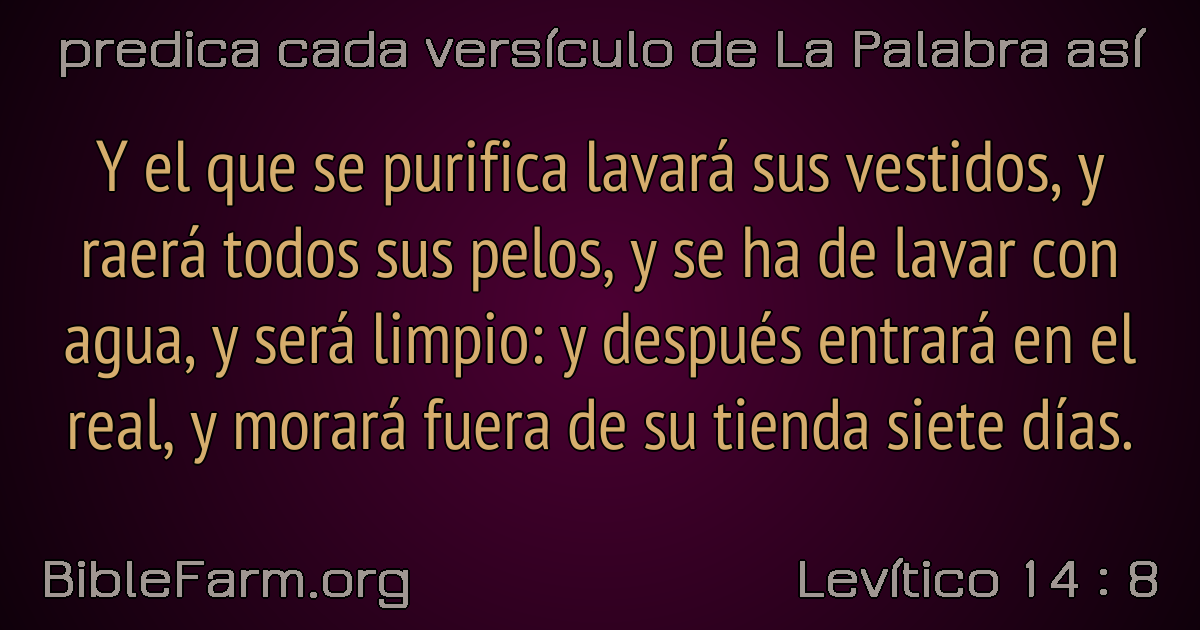 predica cada versículo de La Palabra así
Y el que se purifica lavará sus vestidos, y
raerá todos sus pelos, y se ha de lavar con
agua, y será limpio: y después entrará en el
real, y morará fuera de su tienda siete días.
BibleFarm.org
Levítico 14 : 8